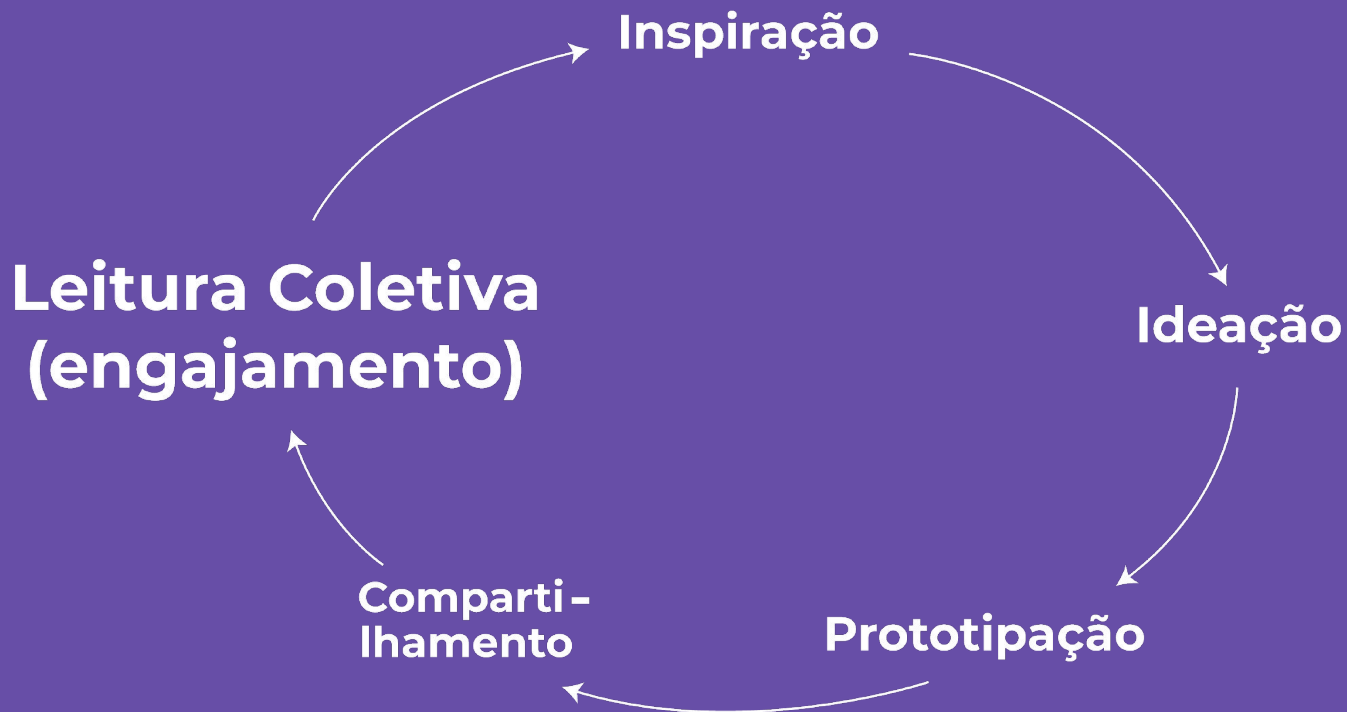 Inspiração
Leitura Coletiva
(engajamento)
Ideação
Comparti-
lhamento
Prototipação